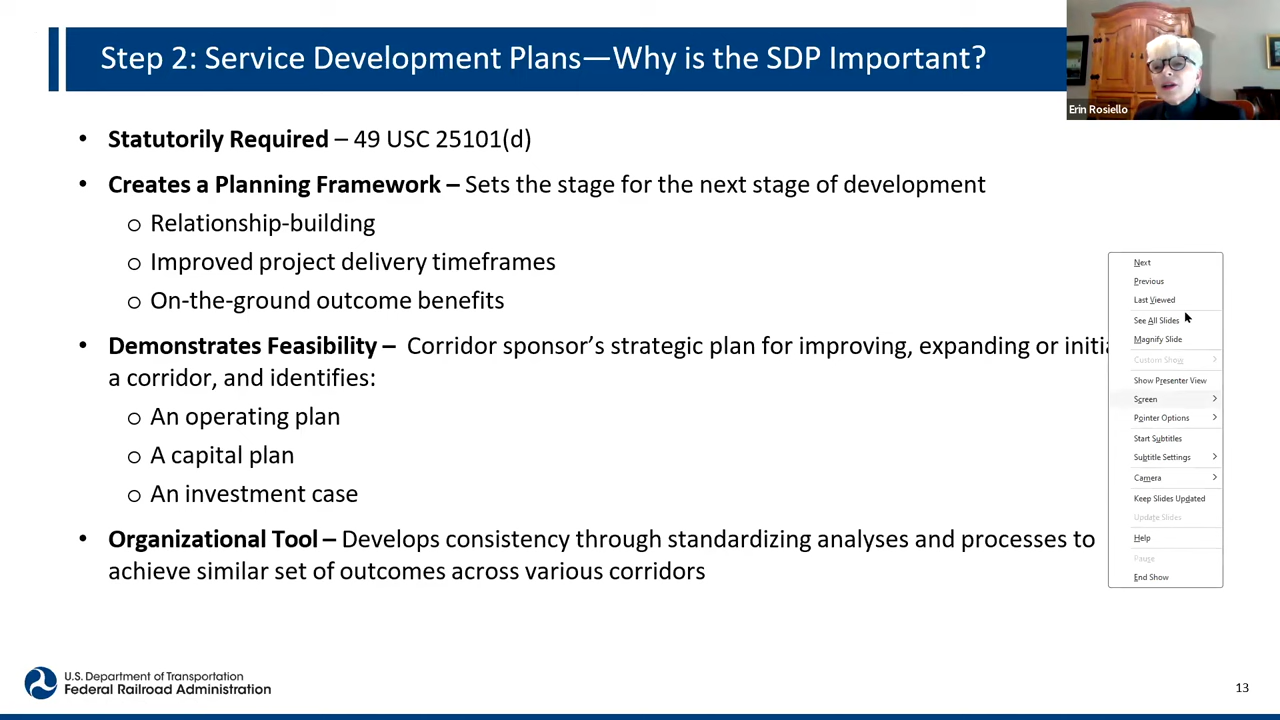 Step 2: Service Development Plans—Why is the SDP Important?
Erin Rosiello
• Statutorily Required – 49 USC 25101(d)
• Creates a Planning Framework – Sets the stage for the next stage of development
o Relationship-building
o Improved project delivery timeframes
o On-the-ground outcome benefits
• Demonstrates Feasibility – Corridor sponsor's strategic plan for improving, expanding or
a corridor, and identifies:
o An operating plan
o A capital plan
o An investment case
• Organizational Tool – Develops consistency through standardizing analyses and processes to
achieve similar set of outcomes across various corridors
Next
Previous
Last Viewed
See All Slides
Magnify Slide
Custom Show
Show Presenter View
Screen
Pointer Options
Start Subtitles
Subtitle Settings
Camera
Keep Slides Updated
Update Slides
Help
Pause
End Show
U.S. Department of Transportation
Federal Railroad Administration
13